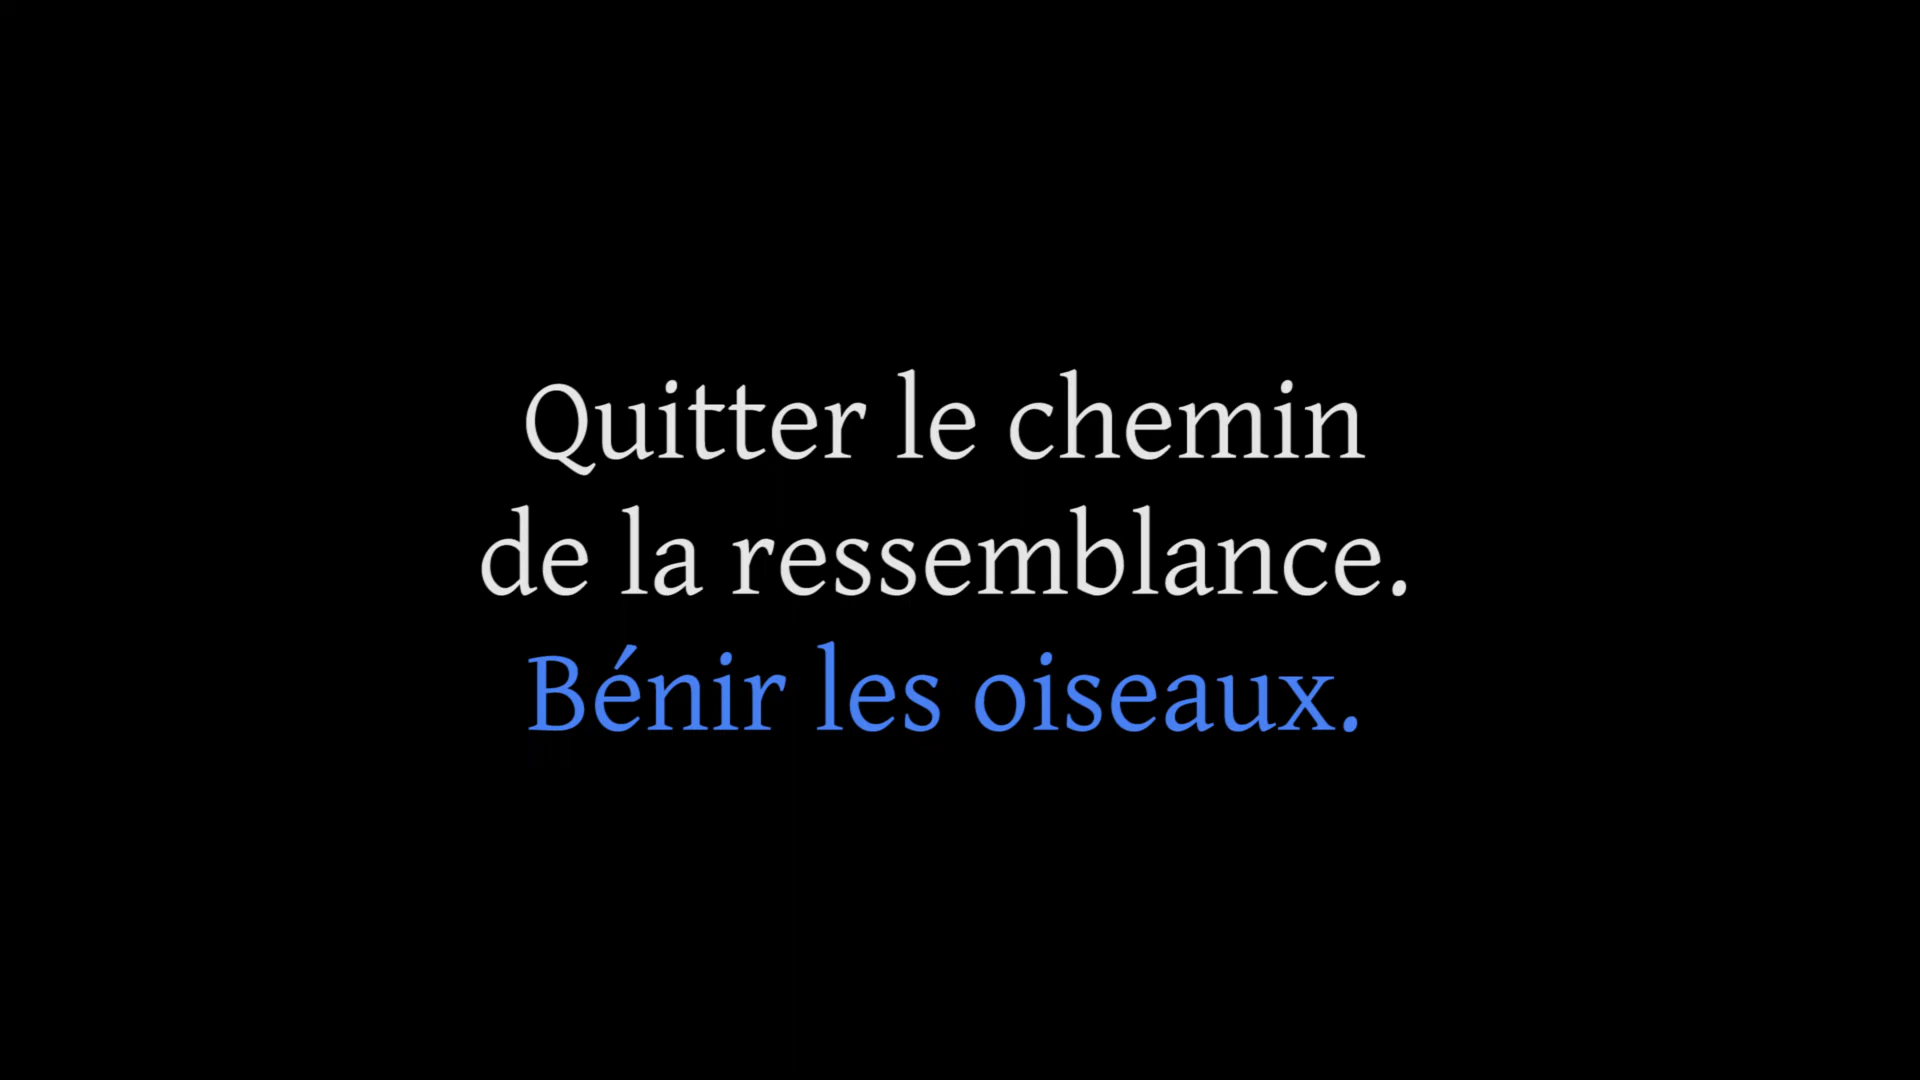 Quitter le chemin
de la ressemblance.
Bénir les oiseaux.